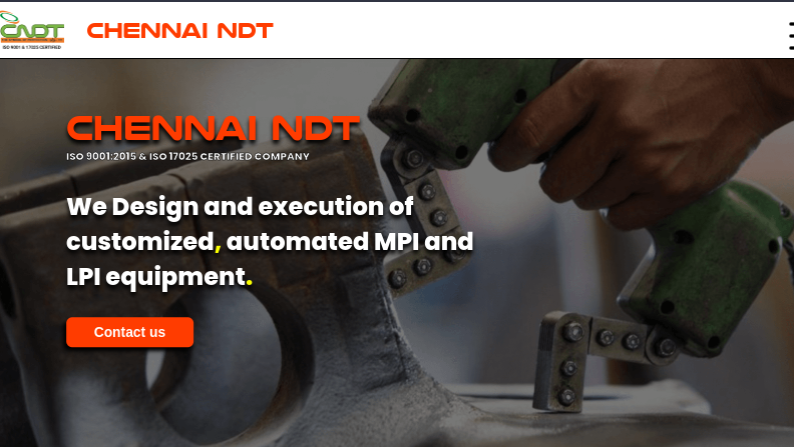 CHENNAI NDT
ISO 9001 & 17025 CERTIFIED
CHENNAI NDT
ISO 9001:2015 & ISO 17025 CERTIFIED COMPANY
We Design and execution of
customized, automated MPI and
LPI equipment.
Contact us